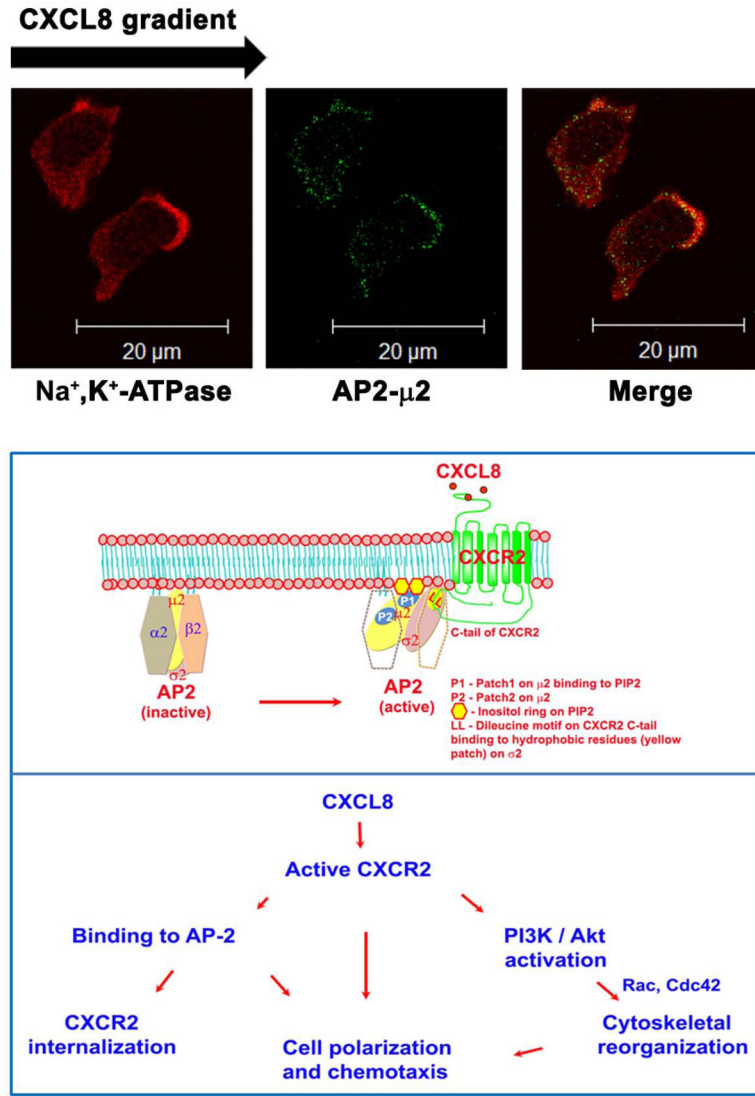 CXCL8 gradient
20 µm
20 µm
20 µm
Na⁺,K⁺-ATPase
AP2-μ2
Merge
CXCL8
CXCR2
μ2
α2
β2
σ2
P1
P2
μ2
σ2
LL
C-tail of CXCR2
AP2
(inactive)
AP2
(active)
P1 - Patch1 on μ2 binding to PIP2
P2 - Patch2 on μ2
- Inositol ring on PIP2
LL - Dileucine motif on CXCR2 C-tail
binding to hydrophobic residues (yellow
patch) on σ2
CXCL8
Active CXCR2
Binding to AP-2
PI3K / Akt
activation
Rac, Cdc42
CXCR2
internalization
Cell polarization
and chemotaxis
Cytoskeletal
reorganization